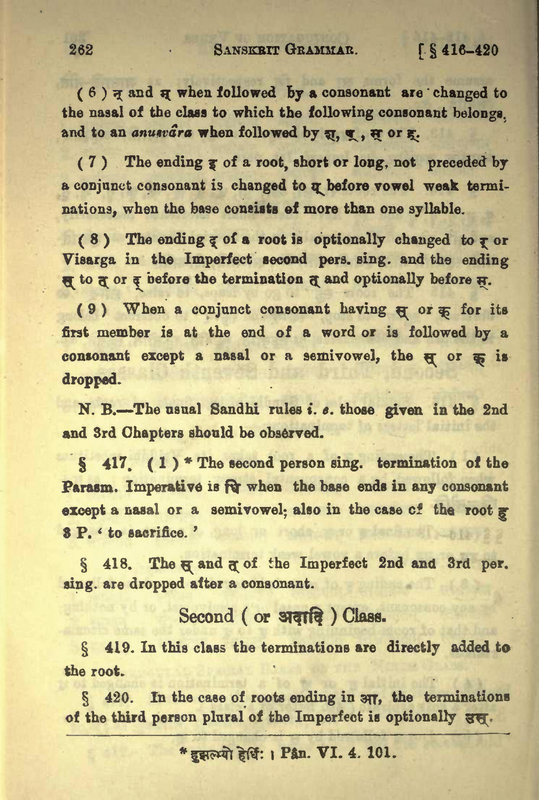 262 SANSKRIT GRAMMAR. [ § 416-420
( 6 ) न् and म् when followed by a consonant are changed to
the nasal of the class to which the following consonant belongs,
and to an anusvâra when followed by श्, ष्, स् or ह्.
( 7 ) The ending इ of a root, short or long, not preceded by
a conjunct consonant is changed to य् before vowel weak termi-
nations, when the base consists of more than one syllable.
( 8 ) The ending द् of a root is optionally changed to र् or
Visarga in the Imperfect second pers. sing. and the ending
स् to त् or द् before the termination त् and optionally before स्.
( 9 ) When a conjunct consonant having स् or क् for its
first member is at the end of a word or is followed by a
consonant except a nasal or a semivowel, the स् or क् is
dropped.
N. B.—The usual Sandhi rules i. e. those given in the 2nd
and 3rd Chapters should be observed.
§ 417. ( 1 ) * The second person sing. termination of the
Parasm. Imperative is धि when the base ends in any consonant
except a nasal or a semivowel; also in the case of the root हु
3 P. ‘ to sacrifice. ’
§ 418. The स् and त् of the Imperfect 2nd and 3rd per.
sing. are dropped after a consonant.
Second ( or अदादि ) Class.
§ 419. In this class the terminations are directly added to
the root.
§ 420. In the case of roots ending in आ, the terminations
of the third person plural of the Imperfect is optionally उस्.
* हुझल्भ्यो हेर्धिः । Pân. VI. 4. 101.